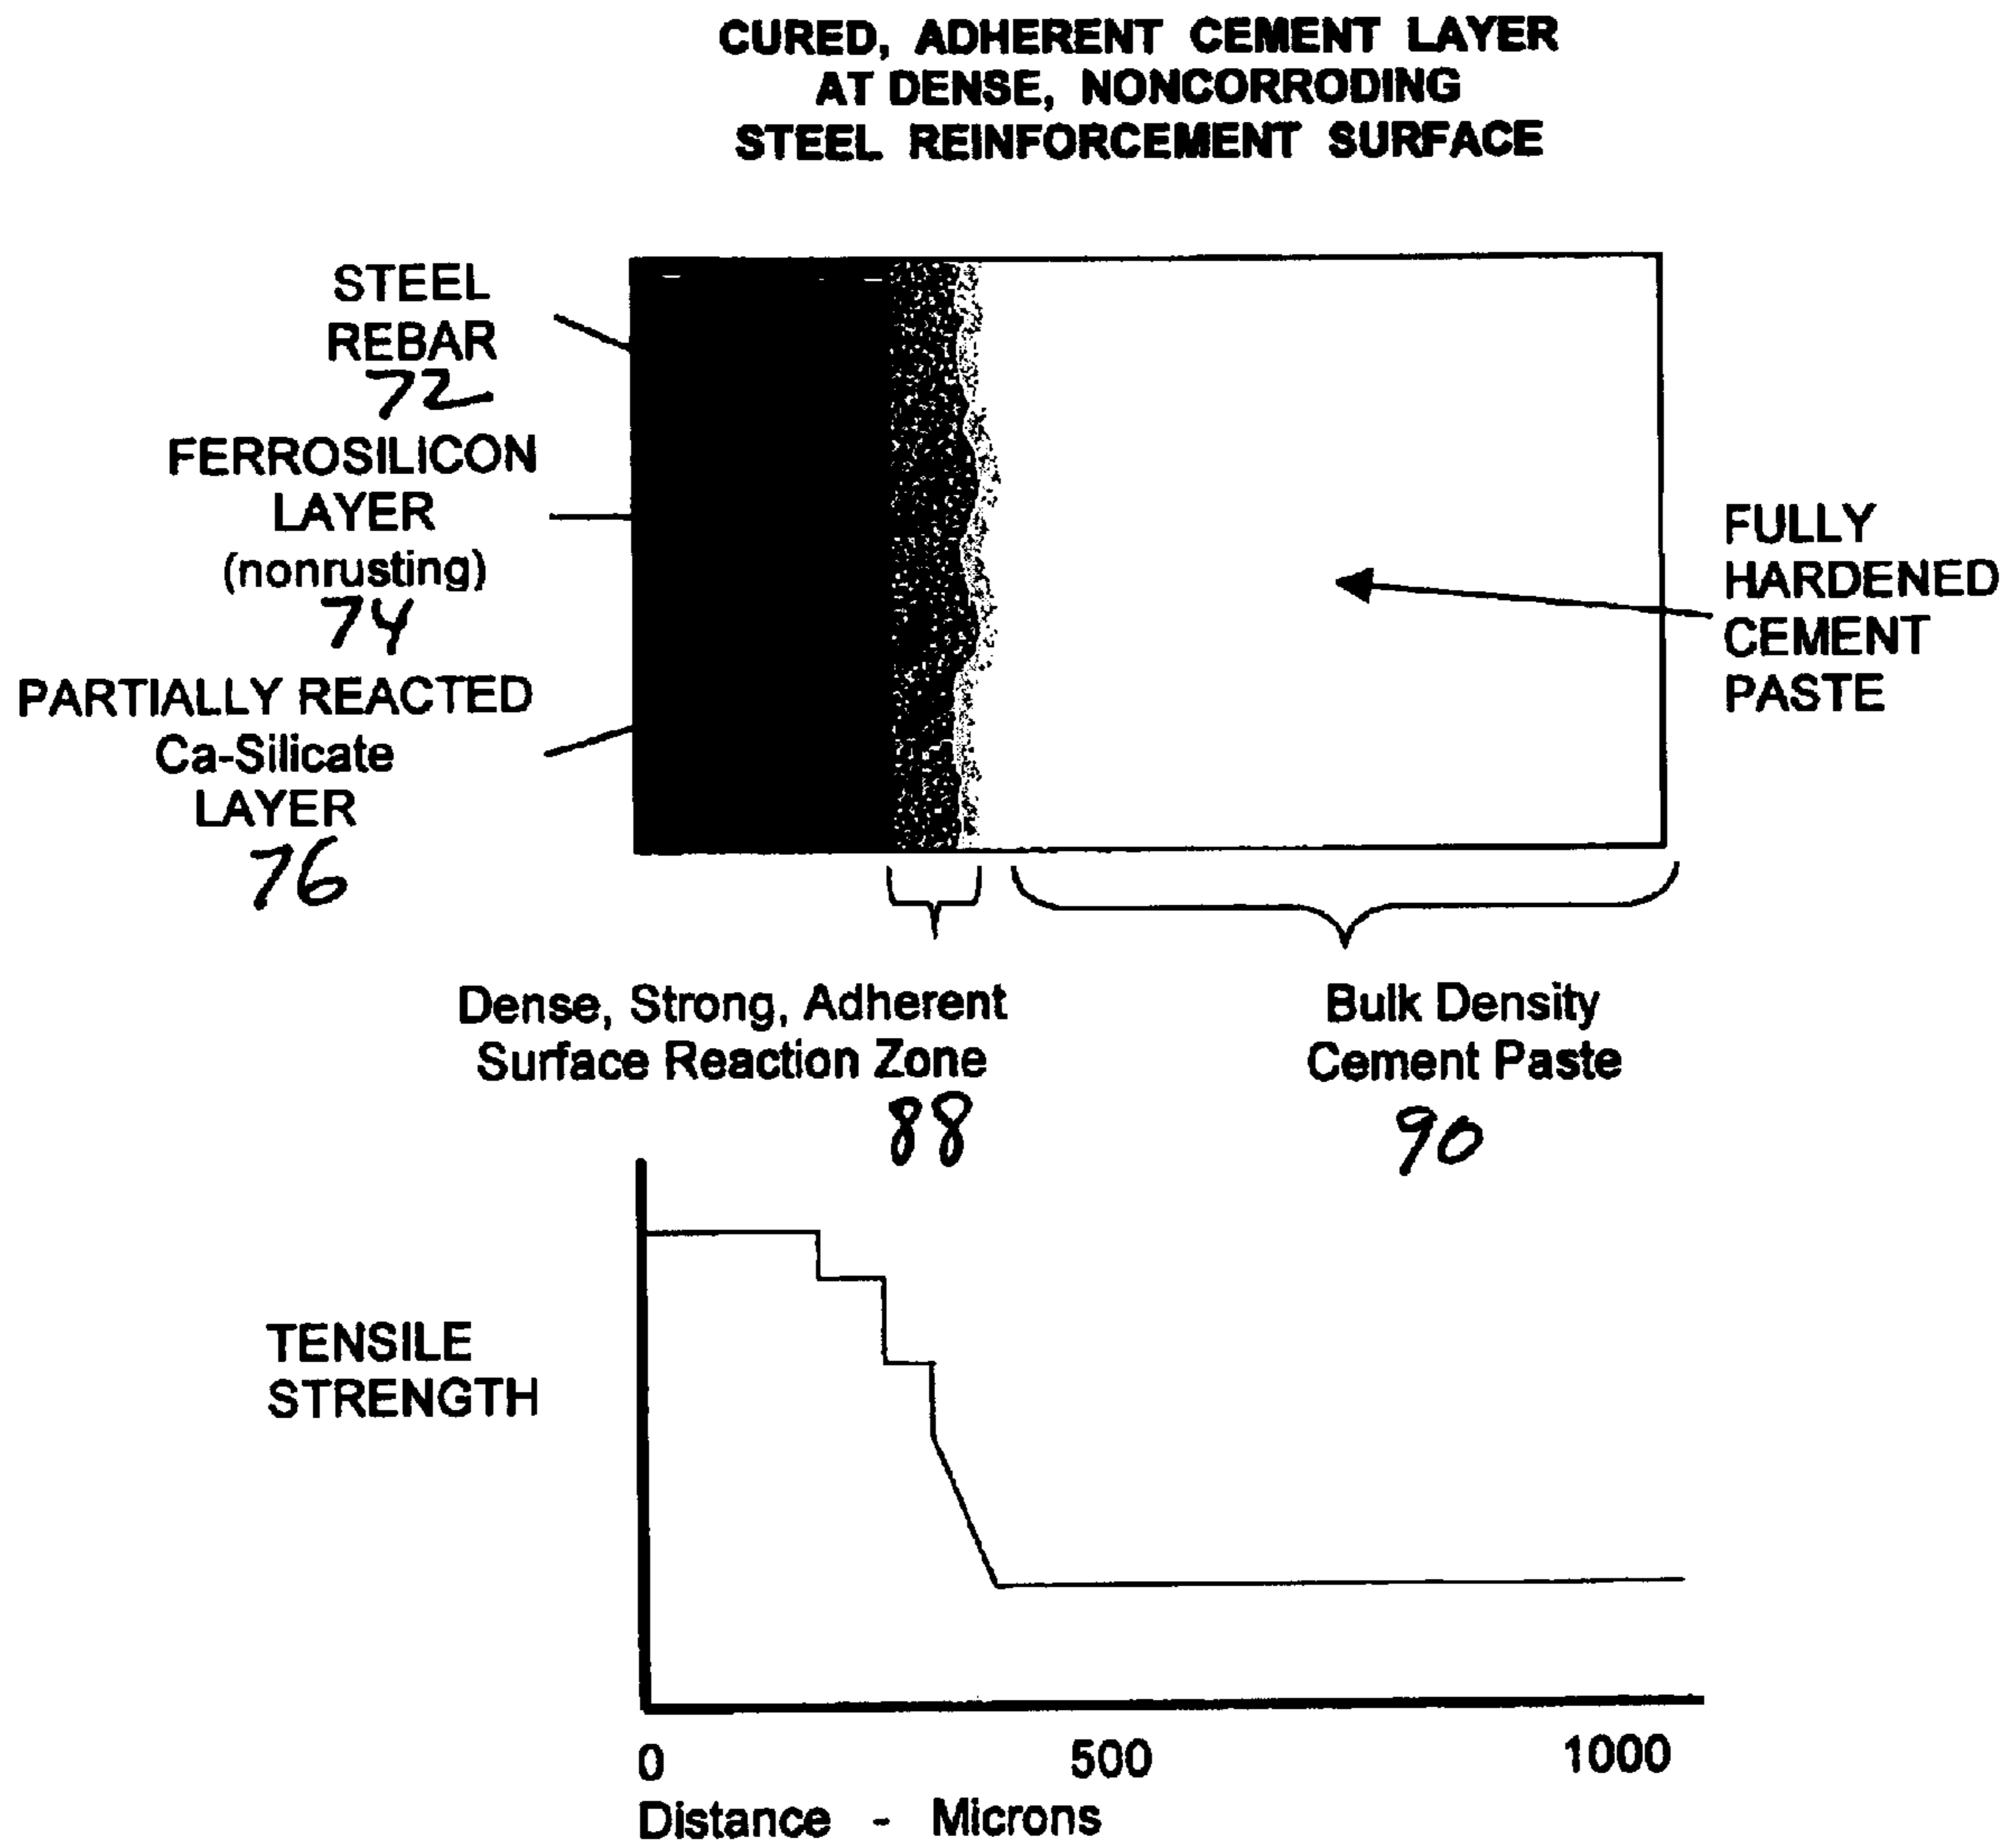 CURED, ADHERENT CEMENT LAYER
AT DENSE, NONCORRODING
STEEL REINFORCEMENT SURFACE
STEEL
REBAR
72
FERROSILICON
LAYER
(nonrusting)
74
PARTIALLY REACTED
Ca-Silicate
LAYER
76
FULLY
HARDENED
CEMENT
PASTE
Dense, Strong, Adherent
Surface Reaction Zone
88
Bulk Density
Cement Paste
90
TENSILE
STRENGTH
0 500 1000
Distance - Microns